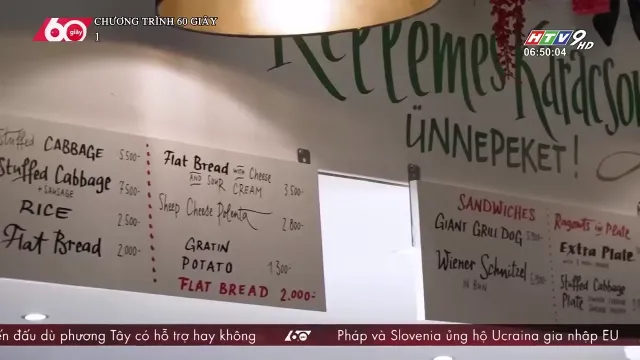 60 giây
CHƯƠNG TRÌNH 60 GIÂY
1
HTV9 HD
06:50:04
Kellemes Karácson
ÜNNEPEKET!
Stuffed CABBAGE 5.500-
Stuffed Cabbage 7.500-
+ SAUSAGE
RICE 2.500-
Flat Bread 2.000-
Flat Bread WITH Cheese
AND SOUR CREAM 3.500-
Sheep Cheese Polenta 2.800-
GRATIN
POTATO 1.300-
FLAT BREAD 2.000-
SANDWICHES
GIANT GRILL DOG
Wiener Schnitzel
IN BUN
Ragouts in Plate
Extra Plate
Stuffed Cabbage
Plate
ến đấu dù phương Tây có hỗ trợ hay không
60
Pháp và Slovenia ủng hộ Ucraina gia nhập EU